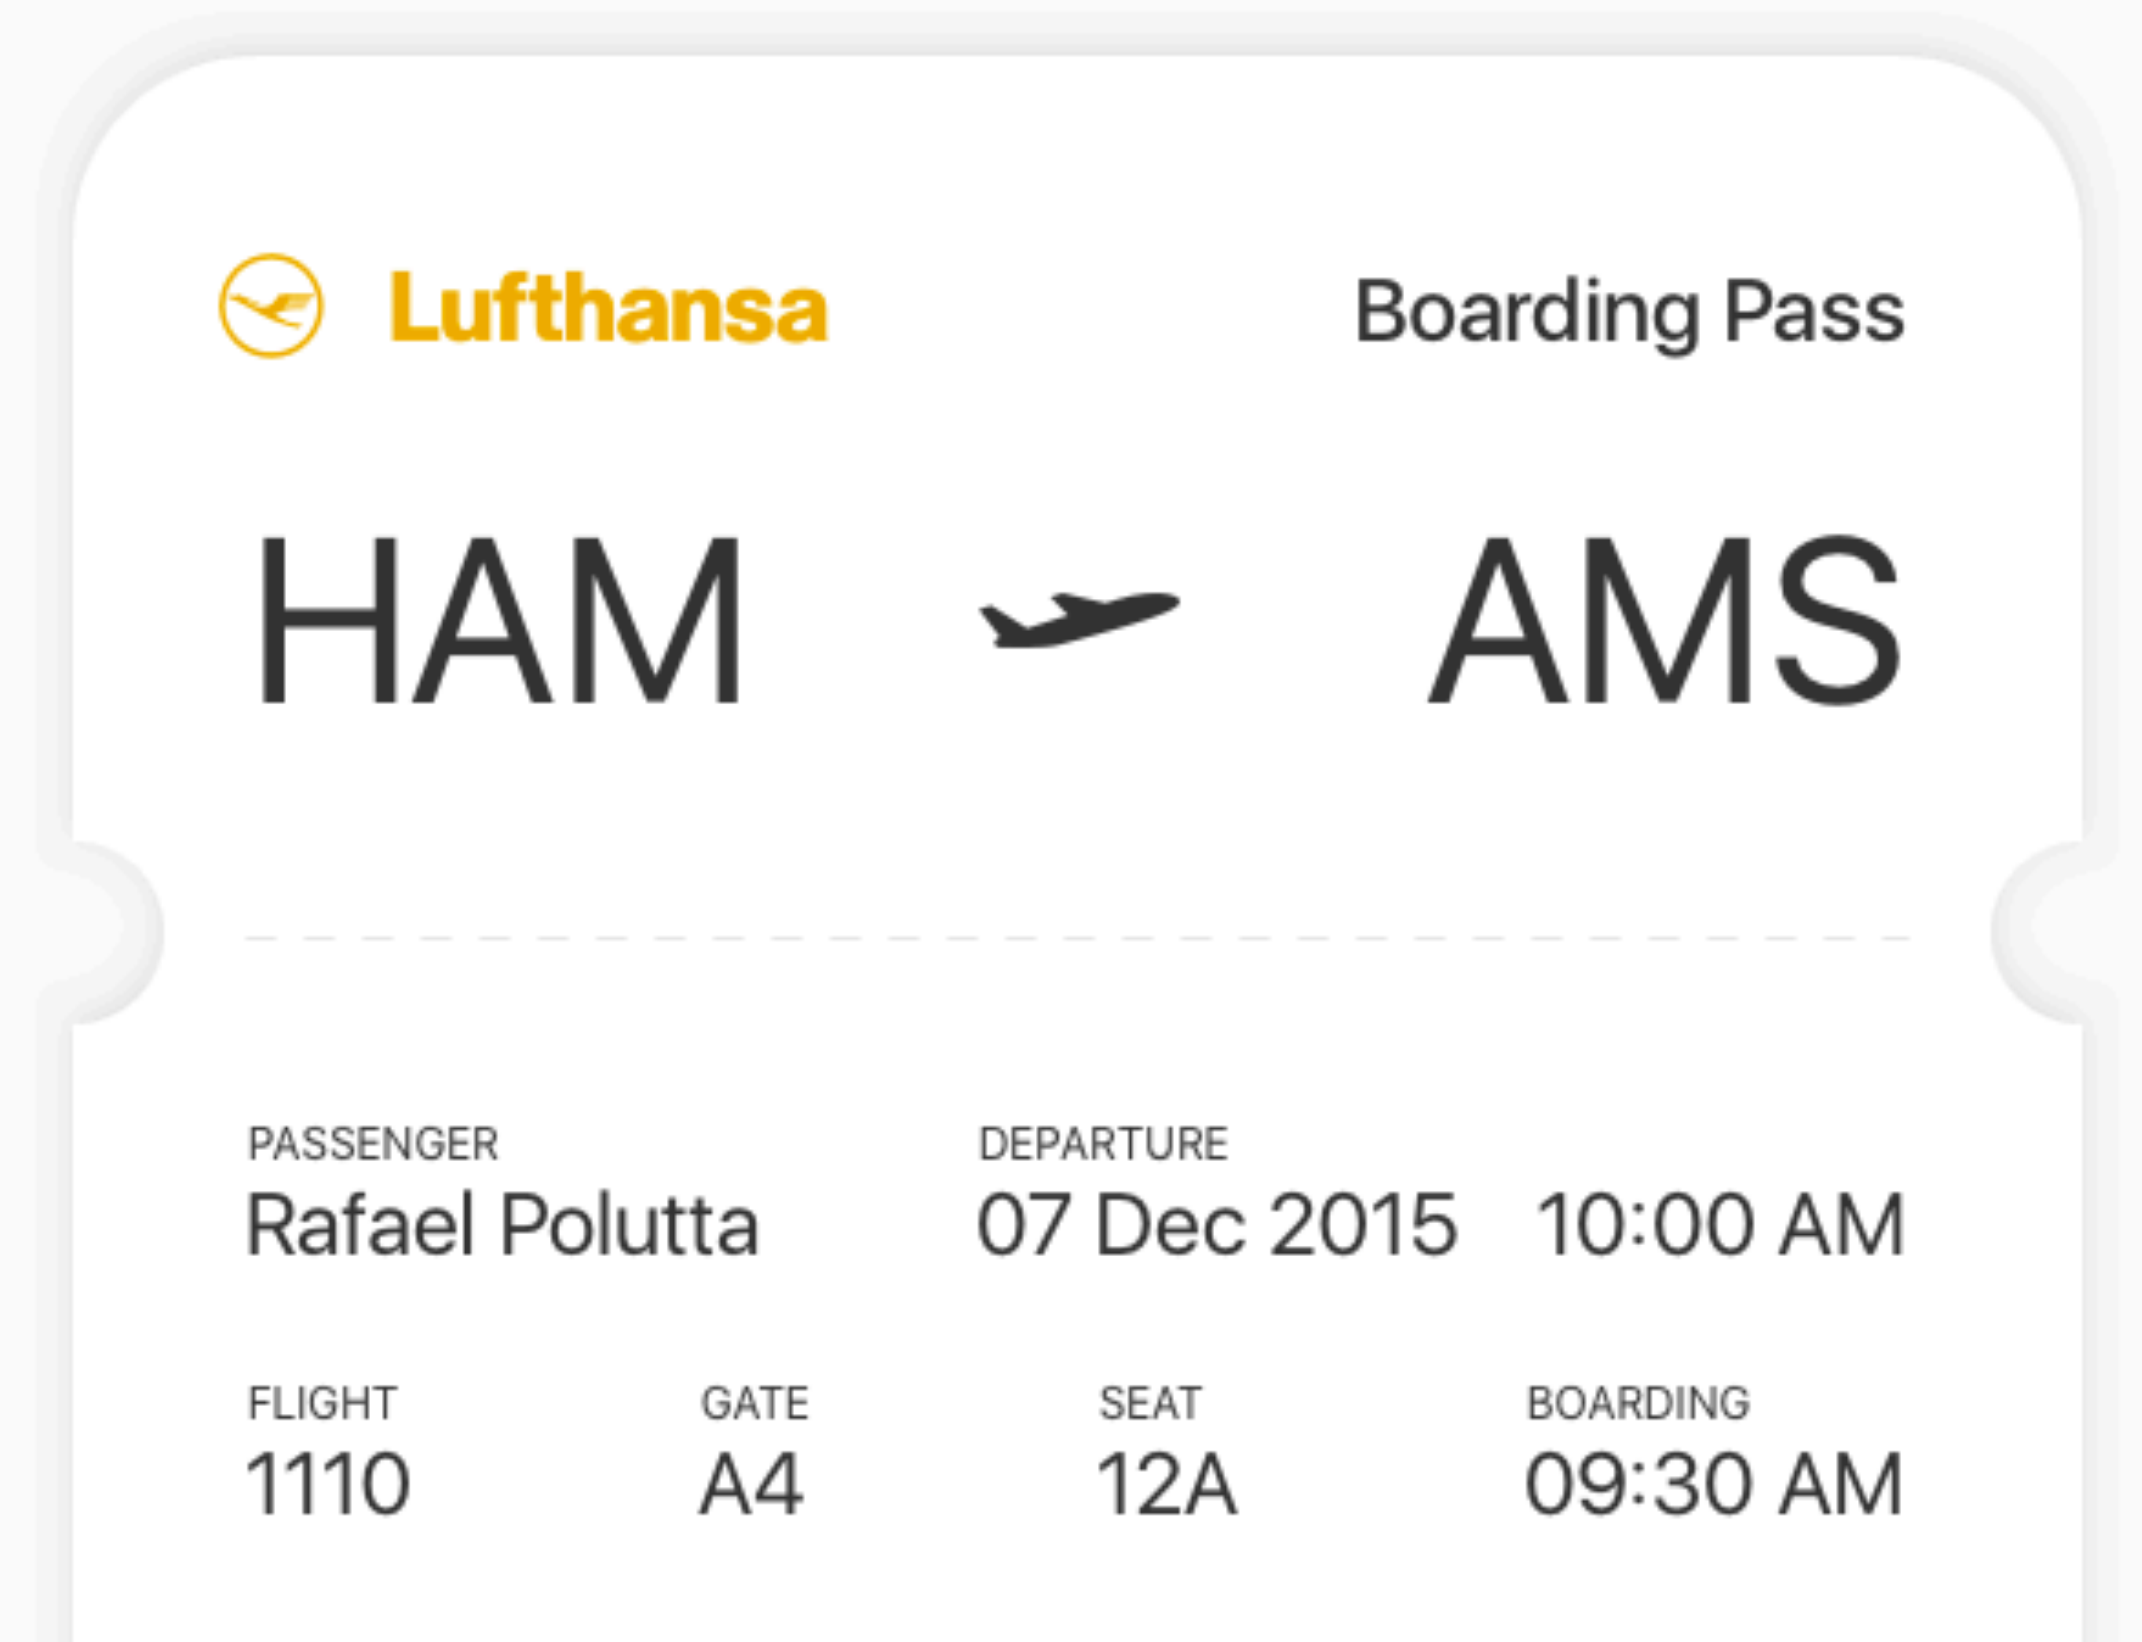 Lufthansa Boarding Pass
HAM AMS
PASSENGER DEPARTURE
Rafael Polutta 07 Dec 2015 10:00 AM
FLIGHT GATE SEAT BOARDING
1110 A4 12A 09:30 AM